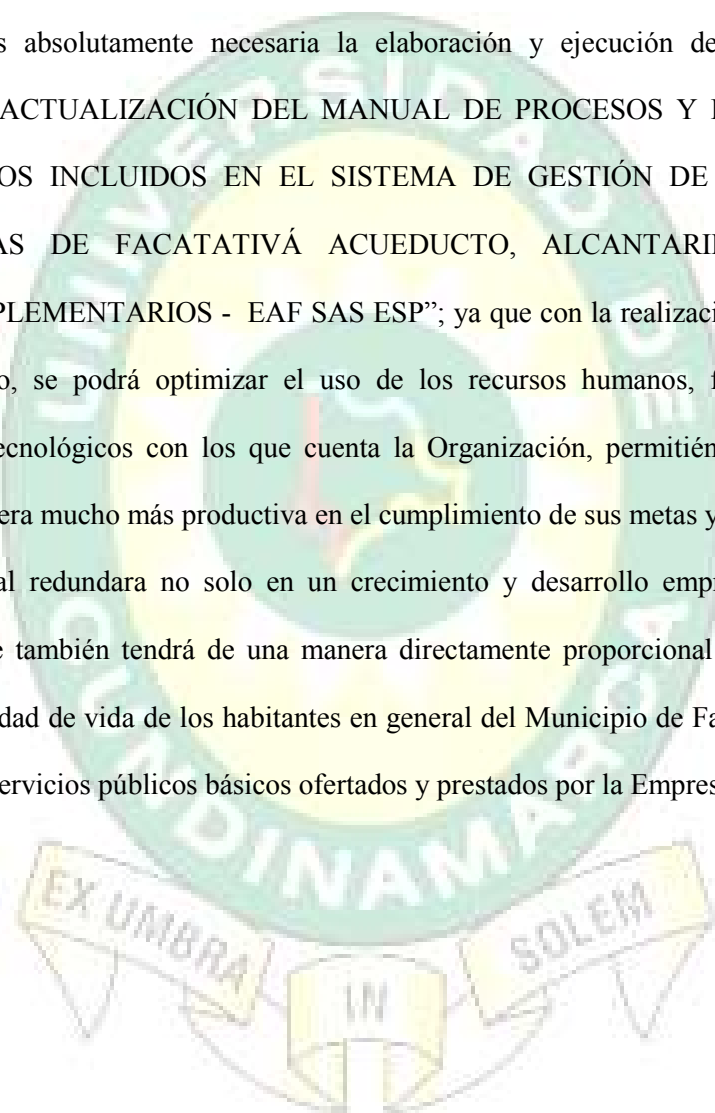 s absolutamente necesaria la elaboración y ejecución de
ACTUALIZACIÓN DEL MANUAL DE PROCESOS Y
OS INCLUIDOS EN EL SISTEMA DE GESTIÓN DE
AS DE FACATATIVÁ ACUEDUCTO, ALCANTARI
PLEMENTARIOS - EAF SAS ESP”; ya que con la realizaci
o, se podrá optimizar el uso de los recursos humanos, f
ecnológicos con los que cuenta la Organización, permitién
era mucho más productiva en el cumplimiento de sus metas y
al redundara no solo en un crecimiento y desarrollo emp
e también tendrá de una manera directamente proporcional
dad de vida de los habitantes en general del Municipio de Fa
servicios públicos básicos ofertados y prestados por la Empres
UNIVERSIDAD DE
CUNDINAMARCA
EX UMBRA
IN
SOLEM